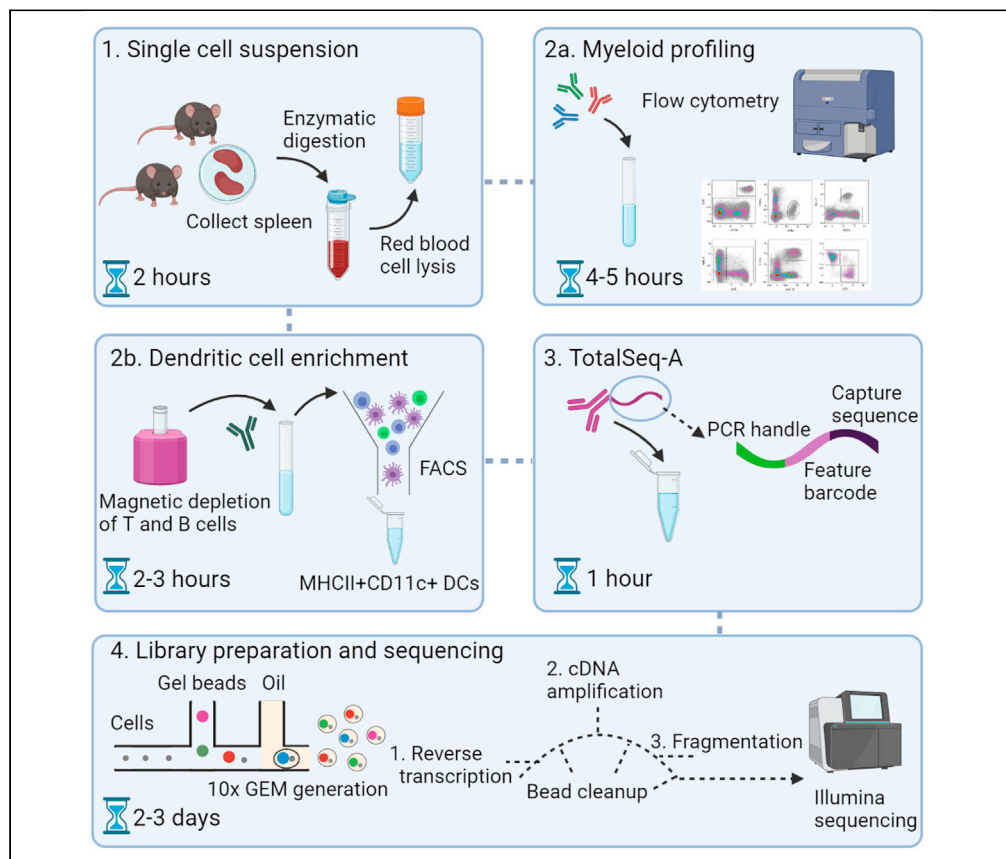 1. Single cell suspension
Enzymatic
digestion
Collect spleen
Red blood
cell lysis
2 hours
2a. Myeloid profiling
Flow cytometry
4-5 hours
2b. Dendritic cell enrichment
FACS
Magnetic depletion
of T and B cells
2-3 hours
MHCII+CD11c+ DCs
3. TotalSeq-A
Capture
sequence
PCR handle
Feature
barcode
1 hour
4. Library preparation and sequencing
Gel beads
Oil
Cells
10x GEM generation
1. Reverse
transcription
2. cDNA
amplification
3. Fragmentation
Bead cleanup
Illumina
sequencing
2-3 days